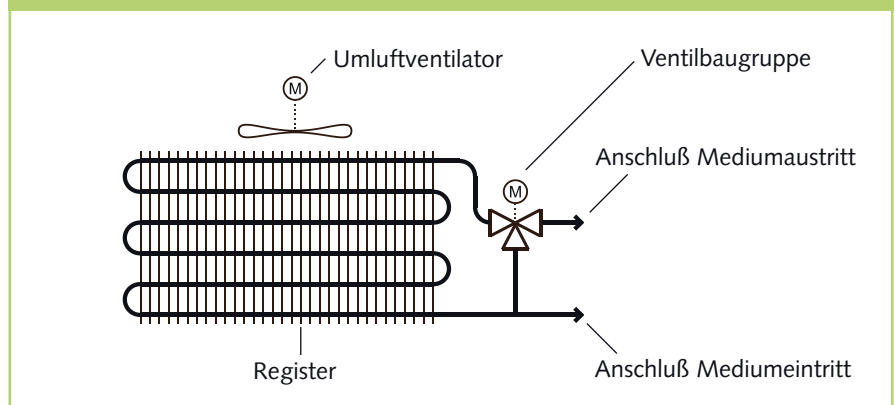 Umluftventilator
Ventilbaugruppe
M
Anschluß Mediumaustritt
M
Register
Anschluß Mediumeintritt